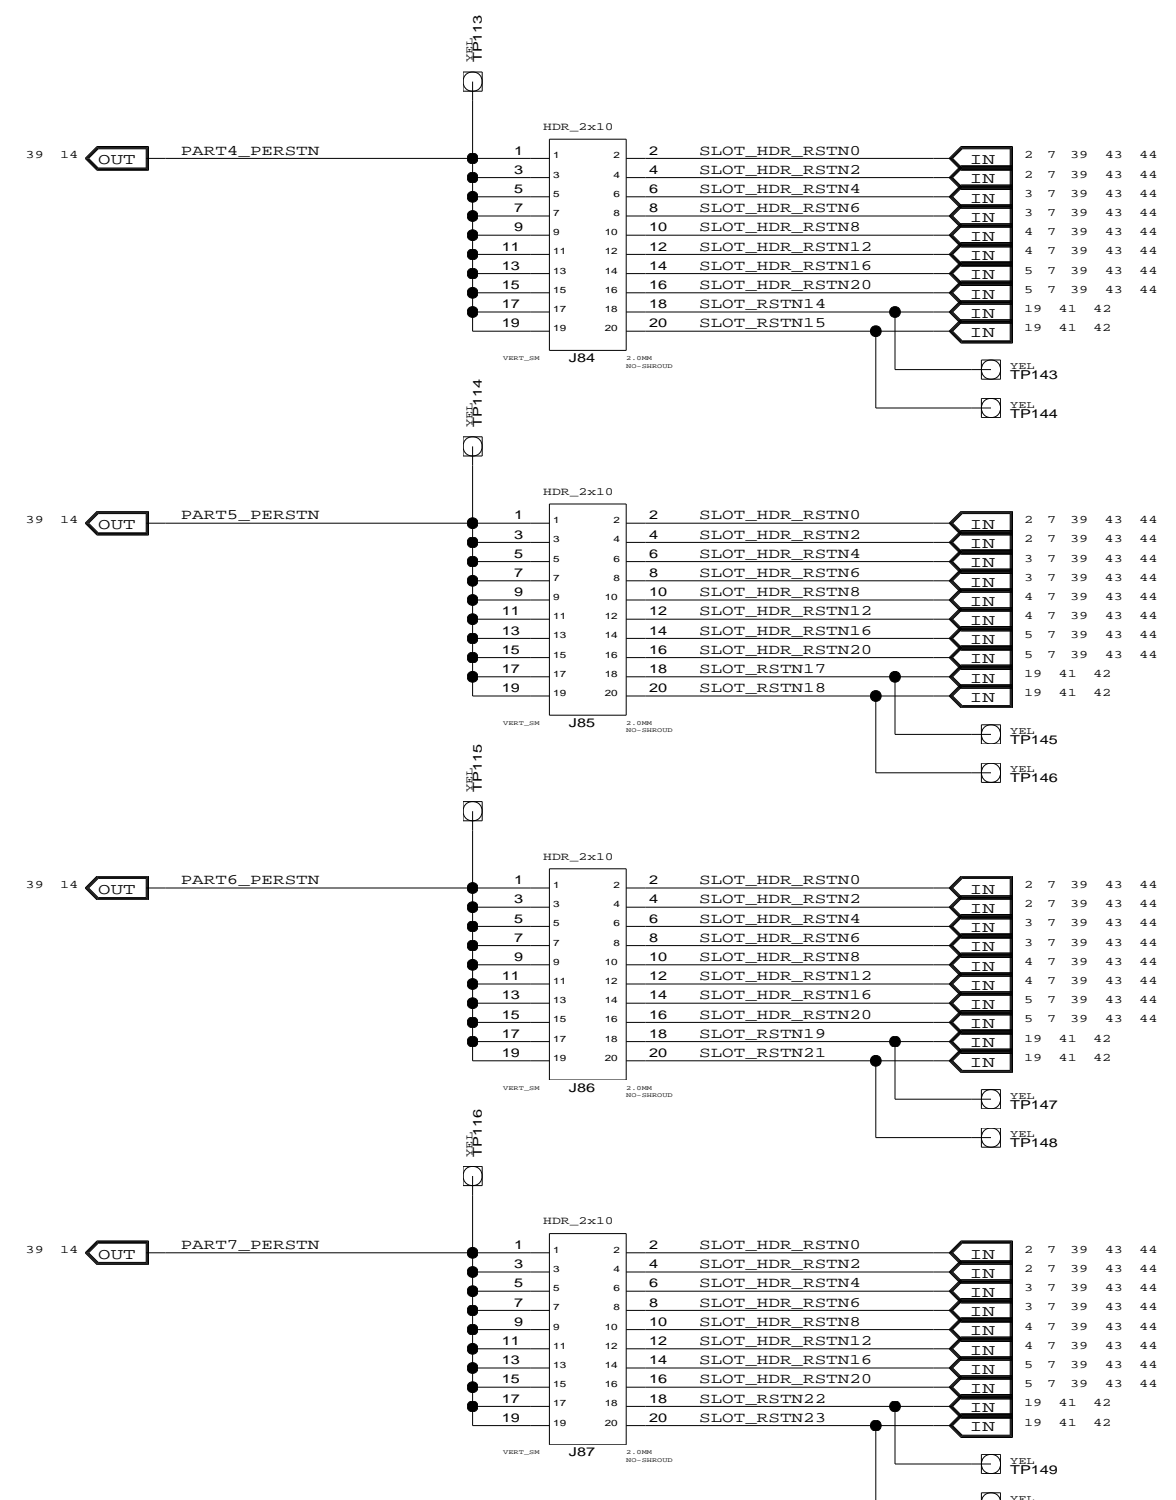 YEL
TP113
HDR_2x10
39 14 OUT PART4_PERSTN 1 1 2 2 SLOT_HDR_RSTN0 IN 2 7 39 43 44
3 3 4 4 SLOT_HDR_RSTN2 IN 2 7 39 43 44
5 5 6 6 SLOT_HDR_RSTN4 IN 3 7 39 43 44
7 7 8 8 SLOT_HDR_RSTN6 IN 3 7 39 43 44
9 9 10 10 SLOT_HDR_RSTN8 IN 4 7 39 43 44
11 11 12 12 SLOT_HDR_RSTN12 IN 4 7 39 43 44
13 13 14 14 SLOT_HDR_RSTN16 IN 5 7 39 43 44
15 15 16 16 SLOT_HDR_RSTN20 IN 5 7 39 43 44
17 17 18 18 SLOT_RSTN14 IN 19 41 42
19 19 20 20 SLOT_RSTN15 IN 19 41 42
VERT_SM J84 2.0MM
NO-SHROUD
YEL
TP143
YEL
TP144
YEL
TP114
HDR_2x10
39 14 OUT PART5_PERSTN 1 1 2 2 SLOT_HDR_RSTN0 IN 2 7 39 43 44
3 3 4 4 SLOT_HDR_RSTN2 IN 2 7 39 43 44
5 5 6 6 SLOT_HDR_RSTN4 IN 3 7 39 43 44
7 7 8 8 SLOT_HDR_RSTN6 IN 3 7 39 43 44
9 9 10 10 SLOT_HDR_RSTN8 IN 4 7 39 43 44
11 11 12 12 SLOT_HDR_RSTN12 IN 4 7 39 43 44
13 13 14 14 SLOT_HDR_RSTN16 IN 5 7 39 43 44
15 15 16 16 SLOT_HDR_RSTN20 IN 5 7 39 43 44
17 17 18 18 SLOT_RSTN17 IN 19 41 42
19 19 20 20 SLOT_RSTN18 IN 19 41 42
VERT_SM J85 2.0MM
NO-SHROUD
YEL
TP145
YEL
TP146
YEL
TP115
HDR_2x10
39 14 OUT PART6_PERSTN 1 1 2 2 SLOT_HDR_RSTN0 IN 2 7 39 43 44
3 3 4 4 SLOT_HDR_RSTN2 IN 2 7 39 43 44
5 5 6 6 SLOT_HDR_RSTN4 IN 3 7 39 43 44
7 7 8 8 SLOT_HDR_RSTN6 IN 3 7 39 43 44
9 9 10 10 SLOT_HDR_RSTN8 IN 4 7 39 43 44
11 11 12 12 SLOT_HDR_RSTN12 IN 4 7 39 43 44
13 13 14 14 SLOT_HDR_RSTN16 IN 5 7 39 43 44
15 15 16 16 SLOT_HDR_RSTN20 IN 5 7 39 43 44
17 17 18 18 SLOT_RSTN19 IN 19 41 42
19 19 20 20 SLOT_RSTN21 IN 19 41 42
VERT_SM J86 2.0MM
NO-SHROUD
YEL
TP147
YEL
TP148
YEL
TP116
HDR_2x10
39 14 OUT PART7_PERSTN 1 1 2 2 SLOT_HDR_RSTN0 IN 2 7 39 43 44
3 3 4 4 SLOT_HDR_RSTN2 IN 2 7 39 43 44
5 5 6 6 SLOT_HDR_RSTN4 IN 3 7 39 43 44
7 7 8 8 SLOT_HDR_RSTN6 IN 3 7 39 43 44
9 9 10 10 SLOT_HDR_RSTN8 IN 4 7 39 43 44
11 11 12 12 SLOT_HDR_RSTN12 IN 4 7 39 43 44
13 13 14 14 SLOT_HDR_RSTN16 IN 5 7 39 43 44
15 15 16 16 SLOT_HDR_RSTN20 IN 5 7 39 43 44
17 17 18 18 SLOT_RSTN22 IN 19 41 42
19 19 20 20 SLOT_RSTN23 IN 19 41 42
VERT_SM J87 2.0MM
NO-SHROUD
YEL
TP149
YEL